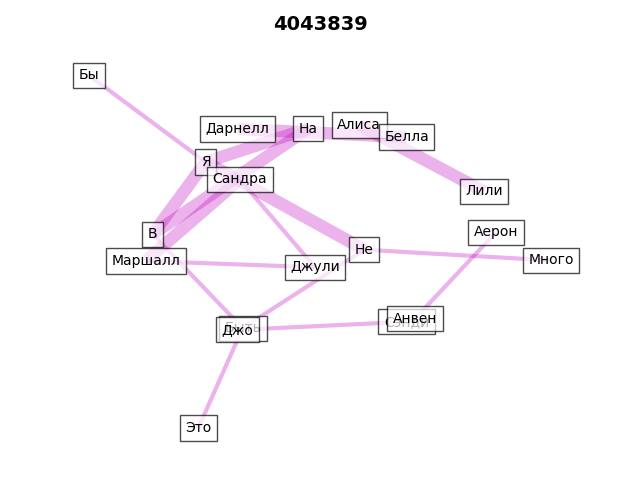 4043839
Бы
Дарнелл
На
Алиса
Белла
Я
Сандра
Лили
В
Аерон
Не
Маршалл
Много
Джули
Анвен
Джо
Это